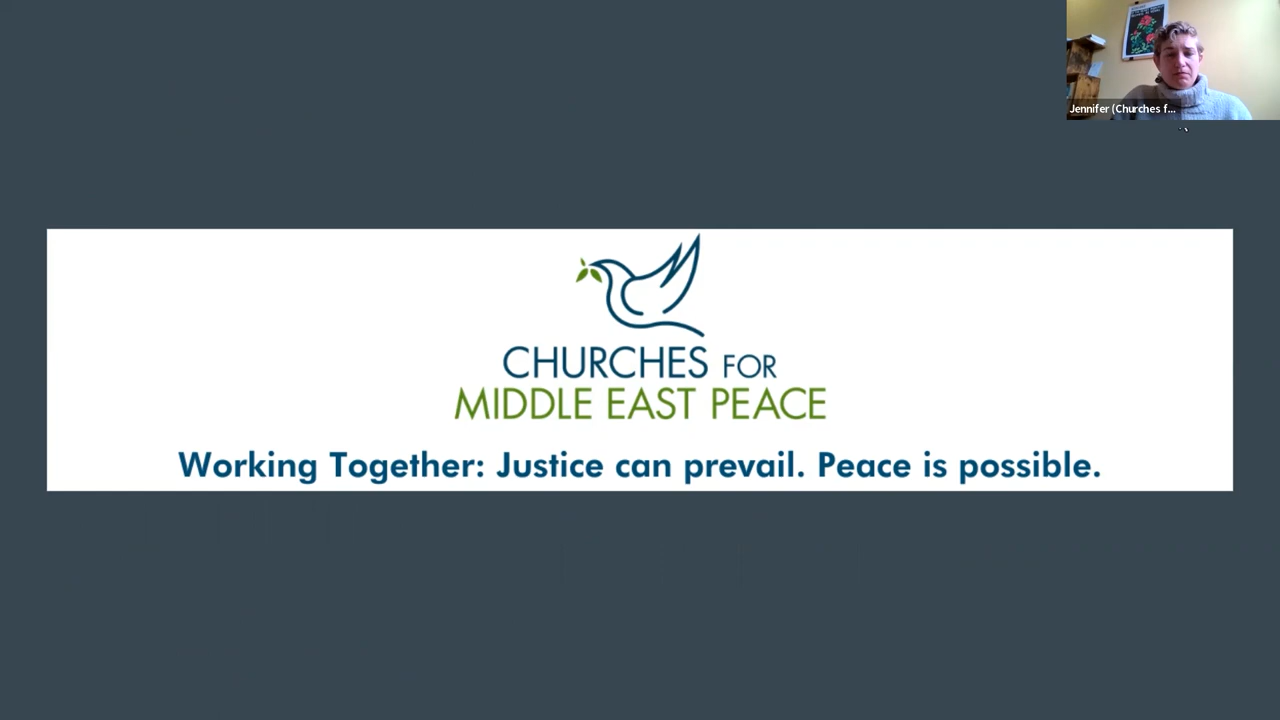 Jennifer (Churches f...
CHURCHES FOR
MIDDLE EAST PEACE
Working Together: Justice can prevail. Peace is possible.